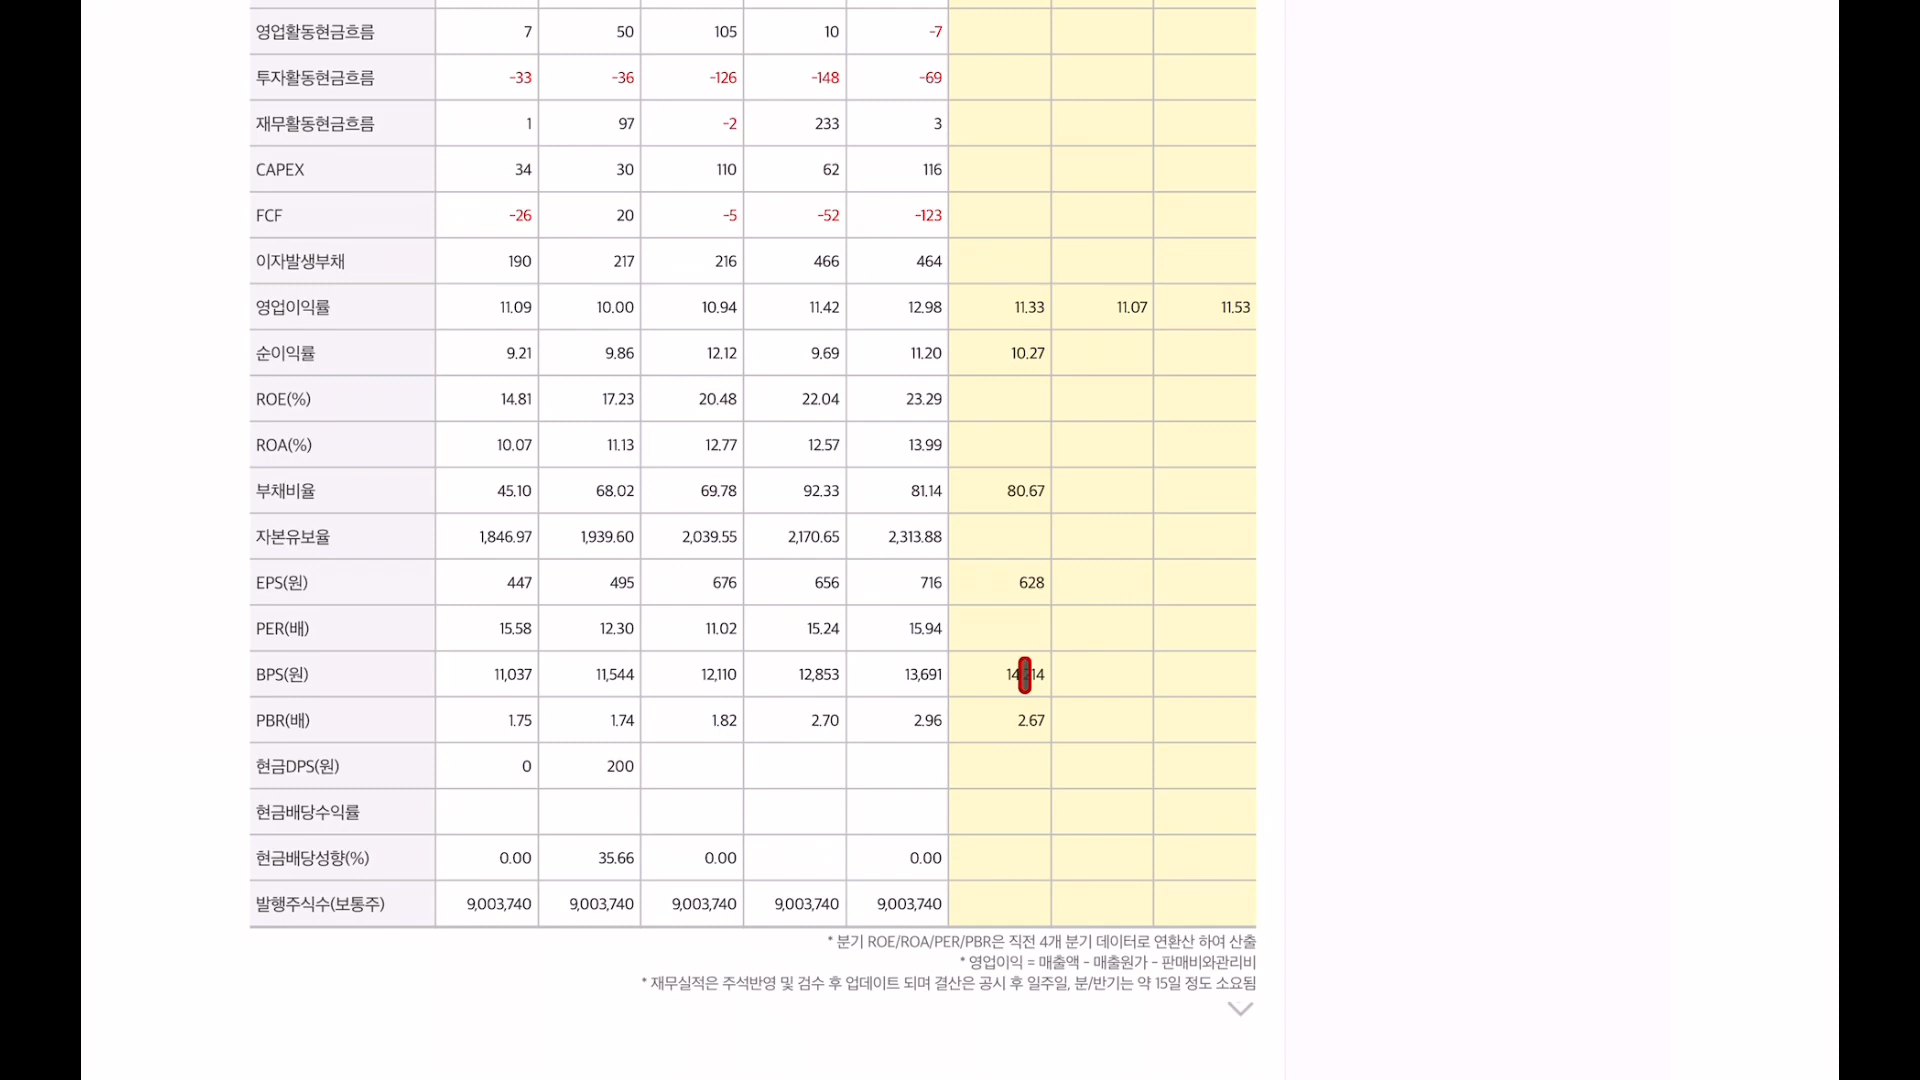 영업활동현금흐름 7 50 105 10 -7
투자활동현금흐름 -33 -36 -126 -148 -69
재무활동현금흐름 1 97 -2 233 3
CAPEX 34 30 110 62 116
FCF -26 20 -5 -52 -123
이자발생부채 190 217 216 466 464
영업이익률 11.09 10.00 10.94 11.42 12.98 11.33 11.07 11.53
순이익률 9.21 9.86 12.12 9.69 11.20 10.27
ROE(%) 14.81 17.23 20.48 22.04 23.29
ROA(%) 10.07 11.13 12.77 12.57 13.99
부채비율 45.10 68.02 69.78 92.33 81.14 80.67
자본유보율 1,846.97 1,939.60 2,039.55 2,170.65 2,313.88
EPS(원) 447 495 676 656 716 628
PER(배) 15.58 12.30 11.02 15.24 15.94
BPS(원) 11,037 11,544 12,110 12,853 13,691
PBR(배) 1.75 1.74 1.82 2.70 2.96 2.67
현금DPS(원) 0 200
현금배당수익률
현금배당성향(%) 0.00 35.66 0.00 0.00
발행주식수(보통주) 9,003,740 9,003,740 9,003,740 9,003,740 9,003,740
* 분기 ROE/ROA/PER/PBR은 직전 4개 분기 데이터로 연환산 하여 산출
* 영업이익 = 매출액 - 매출원가 - 판매비와관리비
* 재무실적은 주석반영 및 검수 후 업데이트 되며 결산은 공시 후 일주일, 분/반기는 약 15일 정도 소요됨